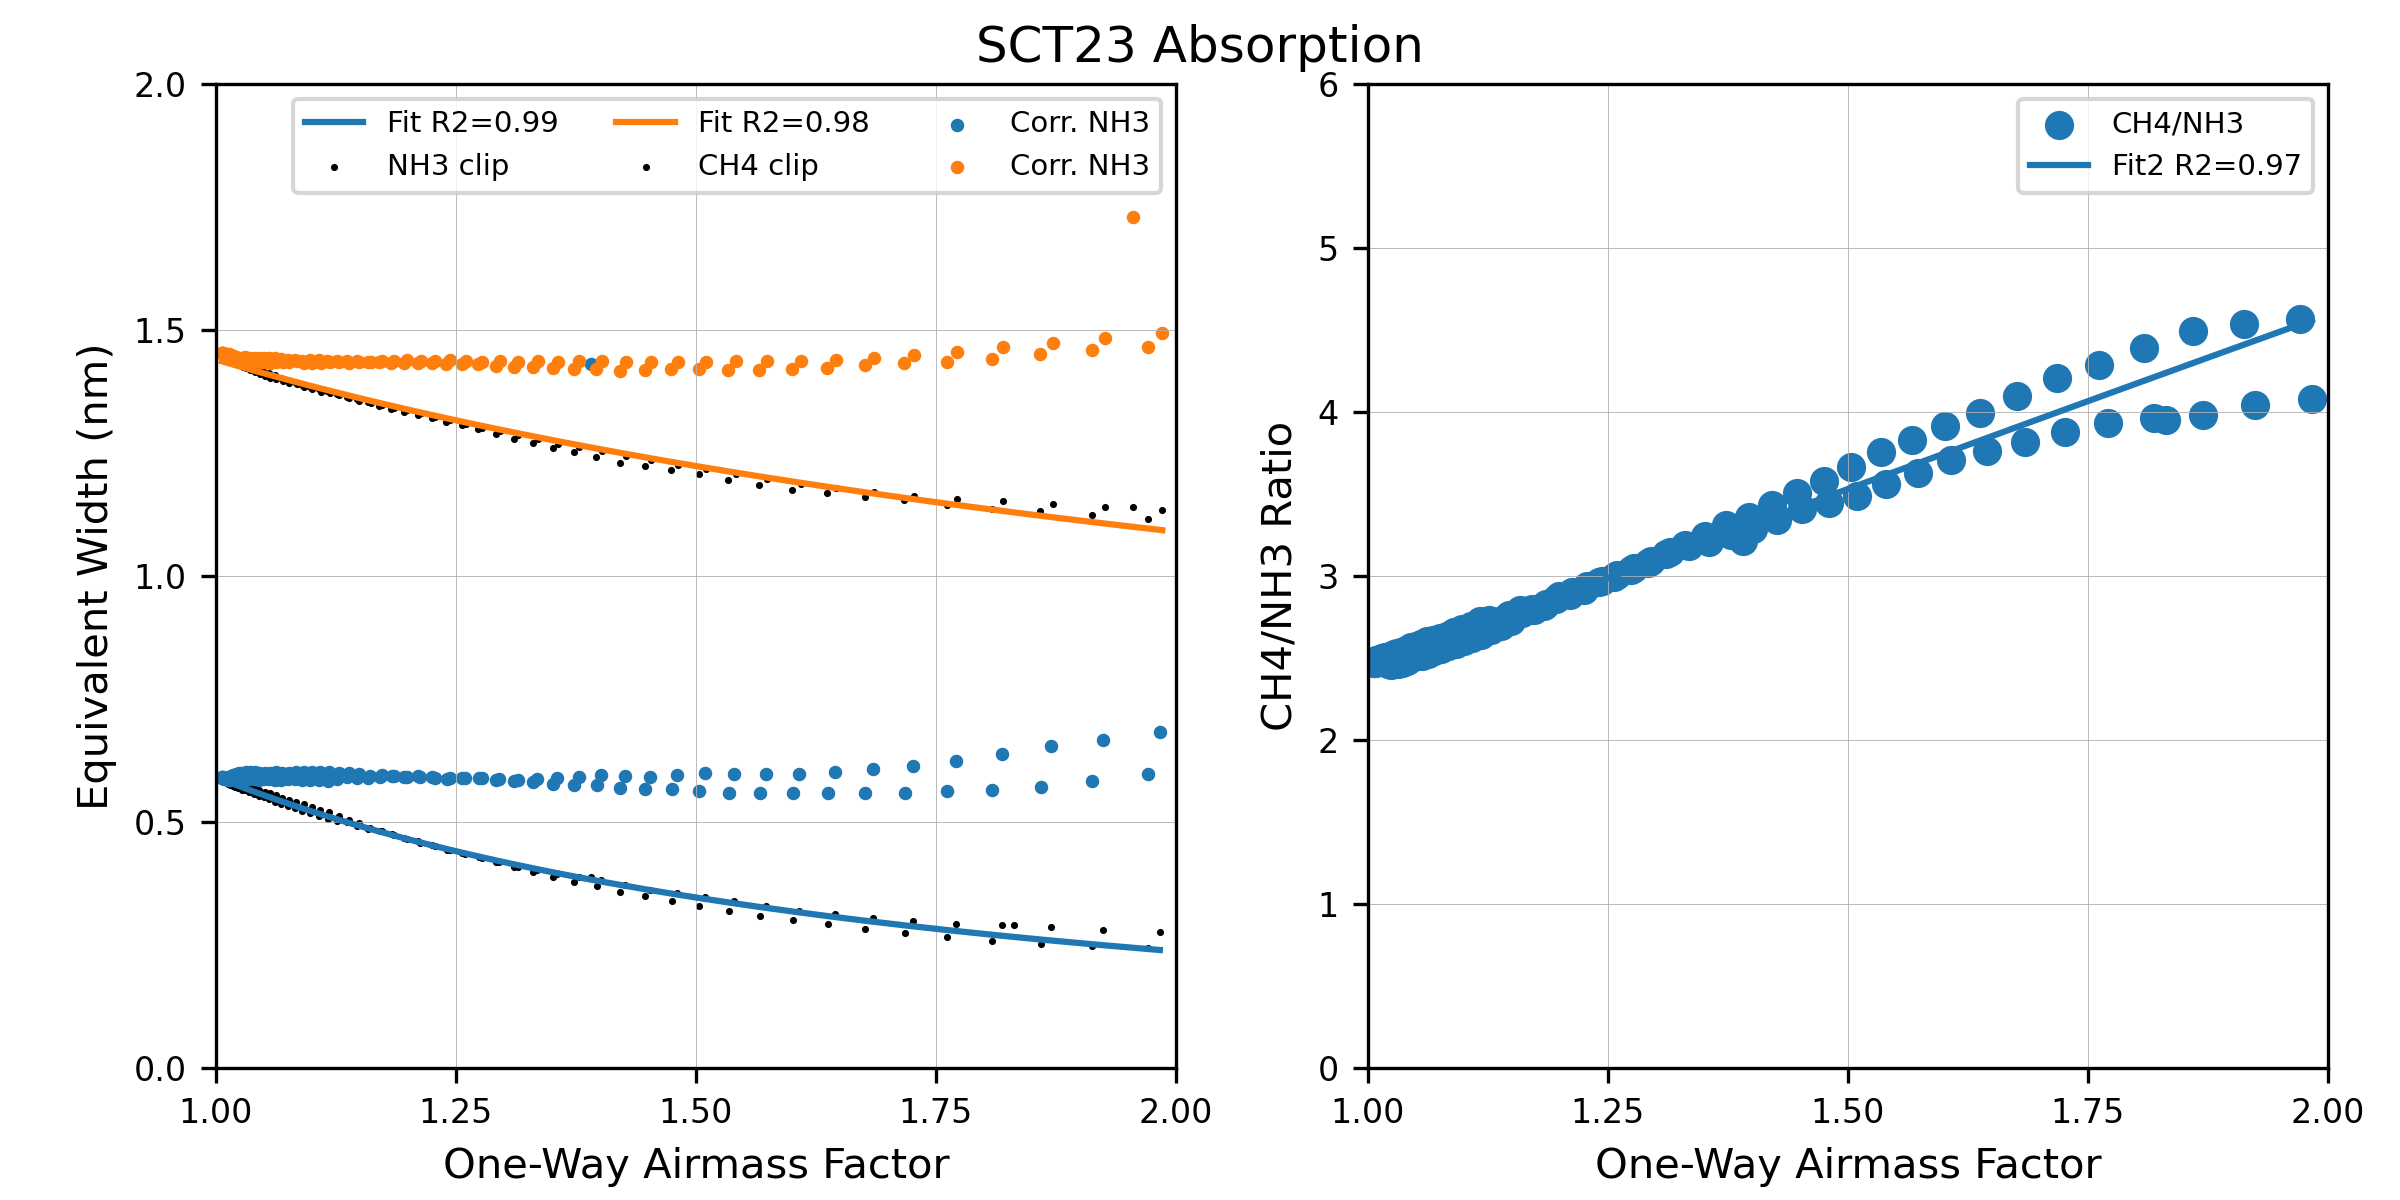 SCT23 Absorption
2.0
1.5
1.0
0.5
0.0
Equivalent Width (nm)
Fit R2=0.99
NH3 clip
Fit R2=0.98
CH4 clip
Corr. NH3
Corr. NH3
1.00 1.25 1.50 1.75 2.00
One-Way Airmass Factor
6
5
4
3
2
1
0
CH4/NH3 Ratio
CH4/NH3
Fit2 R2=0.97
1.00 1.25 1.50 1.75 2.00
One-Way Airmass Factor